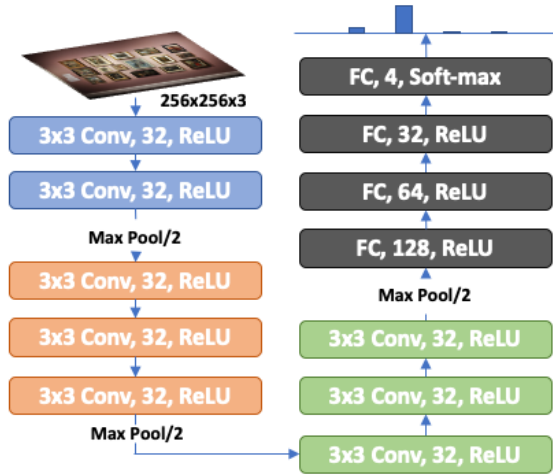 256x256x3
3x3 Conv, 32, ReLU
3x3 Conv, 32, ReLU
Max Pool/2
3x3 Conv, 32, ReLU
3x3 Conv, 32, ReLU
3x3 Conv, 32, ReLU
Max Pool/2
3x3 Conv, 32, ReLU
3x3 Conv, 32, ReLU
3x3 Conv, 32, ReLU
Max Pool/2
FC, 128, ReLU
FC, 64, ReLU
FC, 32, ReLU
FC, 4, Soft-max